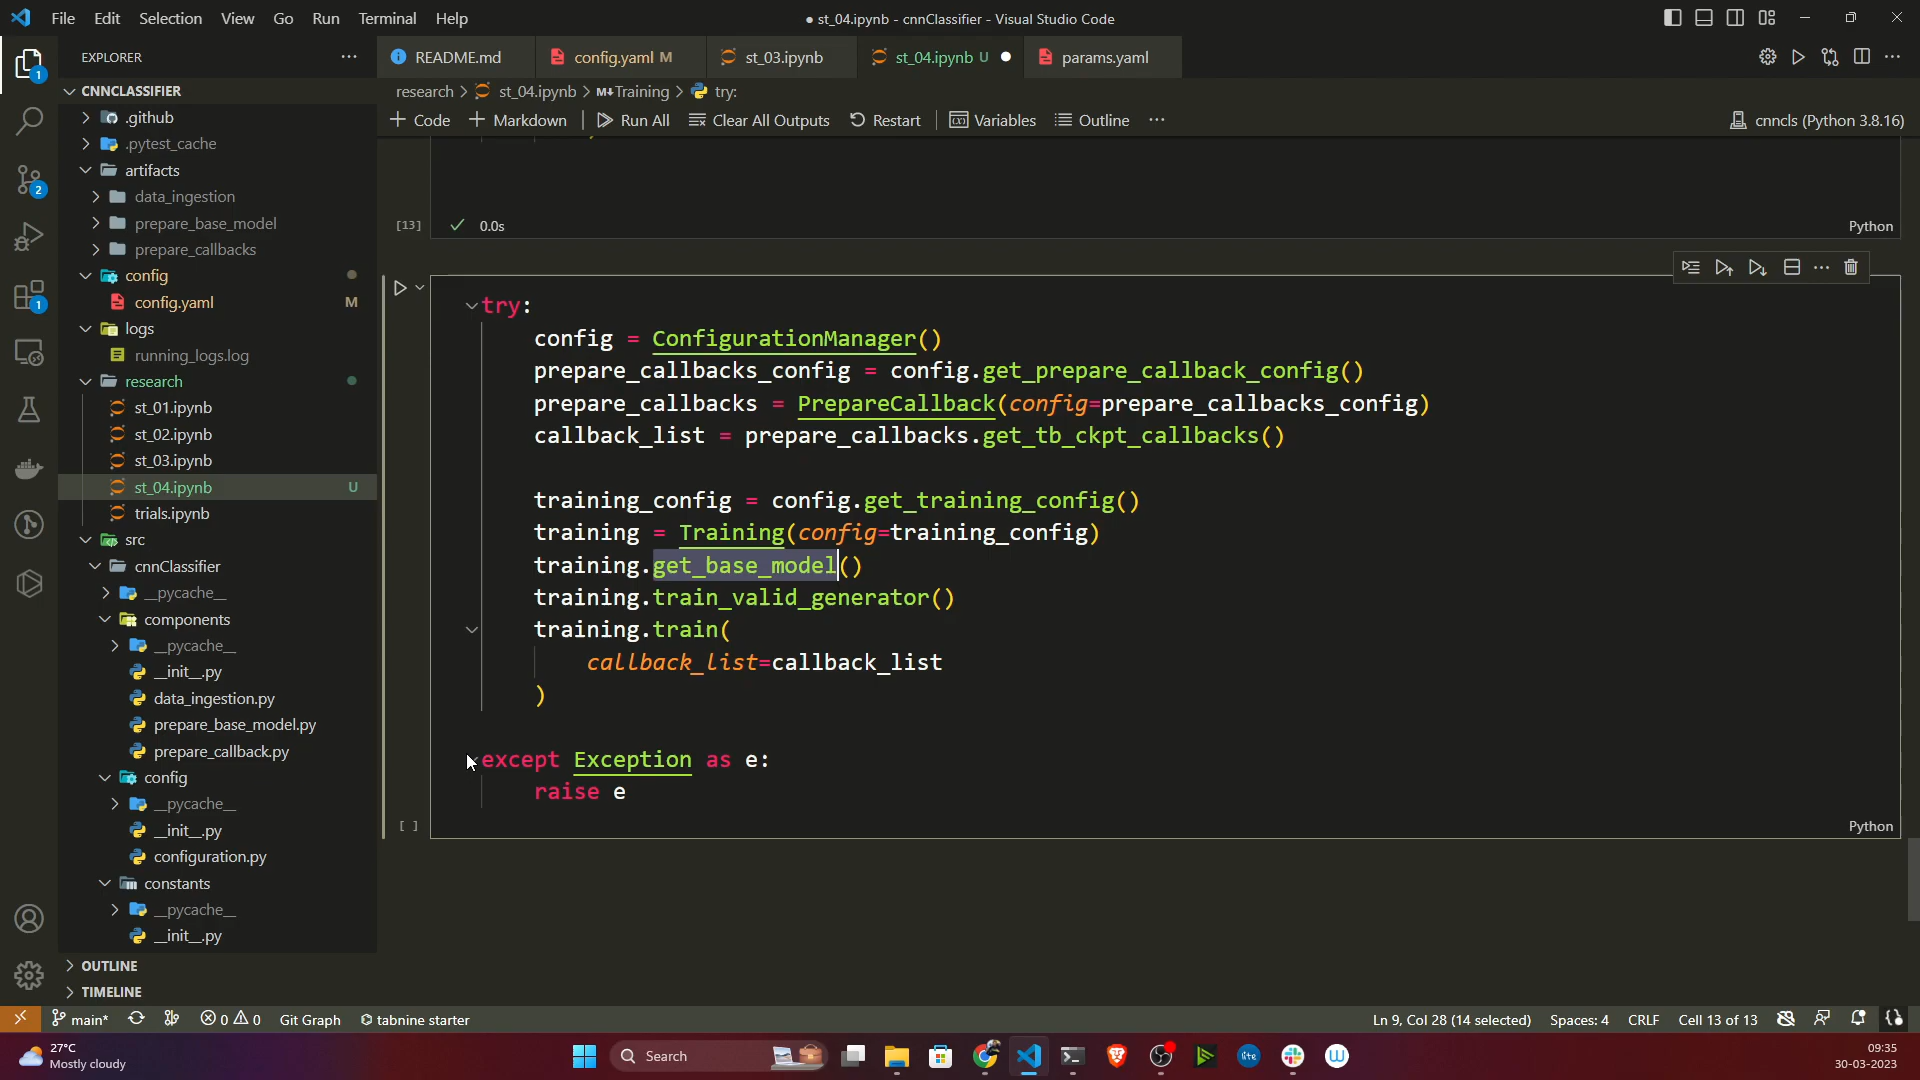 File Edit Selection View Go Run Terminal Help
● st_04.ipynb - cnnClassifier - Visual Studio Code
EXPLORER
README.md
config.yaml M
st_03.ipynb
st_04.ipynb U
params.yaml
CNNCLASSIFIER
research > st_04.ipynb > M↓Training > try:
Code Markdown Run All Clear All Outputs Restart Variables Outline
cnncls (Python 3.8.16)
.github
.pytest_cache
artifacts
data_ingestion
prepare_base_model
prepare_callbacks
config
config.yaml M
logs
running_logs.log
research
st_01.ipynb
st_02.ipynb
st_03.ipynb
st_04.ipynb U
trials.ipynb
src
cnnClassifier
__pycache__
components
__pycache__
__init__.py
data_ingestion.py
prepare_base_model.py
prepare_callback.py
config
__pycache__
__init__.py
configuration.py
constants
__pycache__
__init__.py
OUTLINE
TIMELINE
1
2
1
[13] 0.0s Python
try:
config = ConfigurationManager()
prepare_callbacks_config = config.get_prepare_callback_config()
prepare_callbacks = PrepareCallback(config=prepare_callbacks_config)
callback_list = prepare_callbacks.get_tb_ckpt_callbacks()
training_config = config.get_training_config()
training = Training(config=training_config)
training.get_base_model()
training.train_valid_generator()
training.train(
callback_list=callback_list
)
except Exception as e:
raise e
[ ] Python
main* 0 0 Git Graph tabnine starter
Ln 9, Col 28 (14 selected) Spaces: 4 CRLF Cell 13 of 13
27°C
Mostly cloudy
Search
lite
09:35
30-03-2023